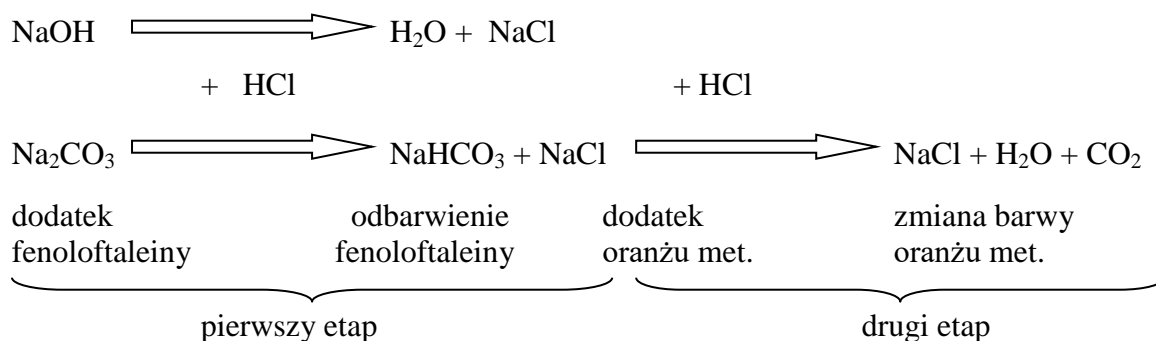 NaOH H₂O + NaCl
+ HCl + HCl
Na₂CO₃ NaHCO₃ + NaCl NaCl + H₂O + CO₂
dodatek odbarwienie dodatek zmiana barwy
fenoloftaleiny fenoloftaleiny oranżu met. oranżu met.
pierwszy etap drugi etap